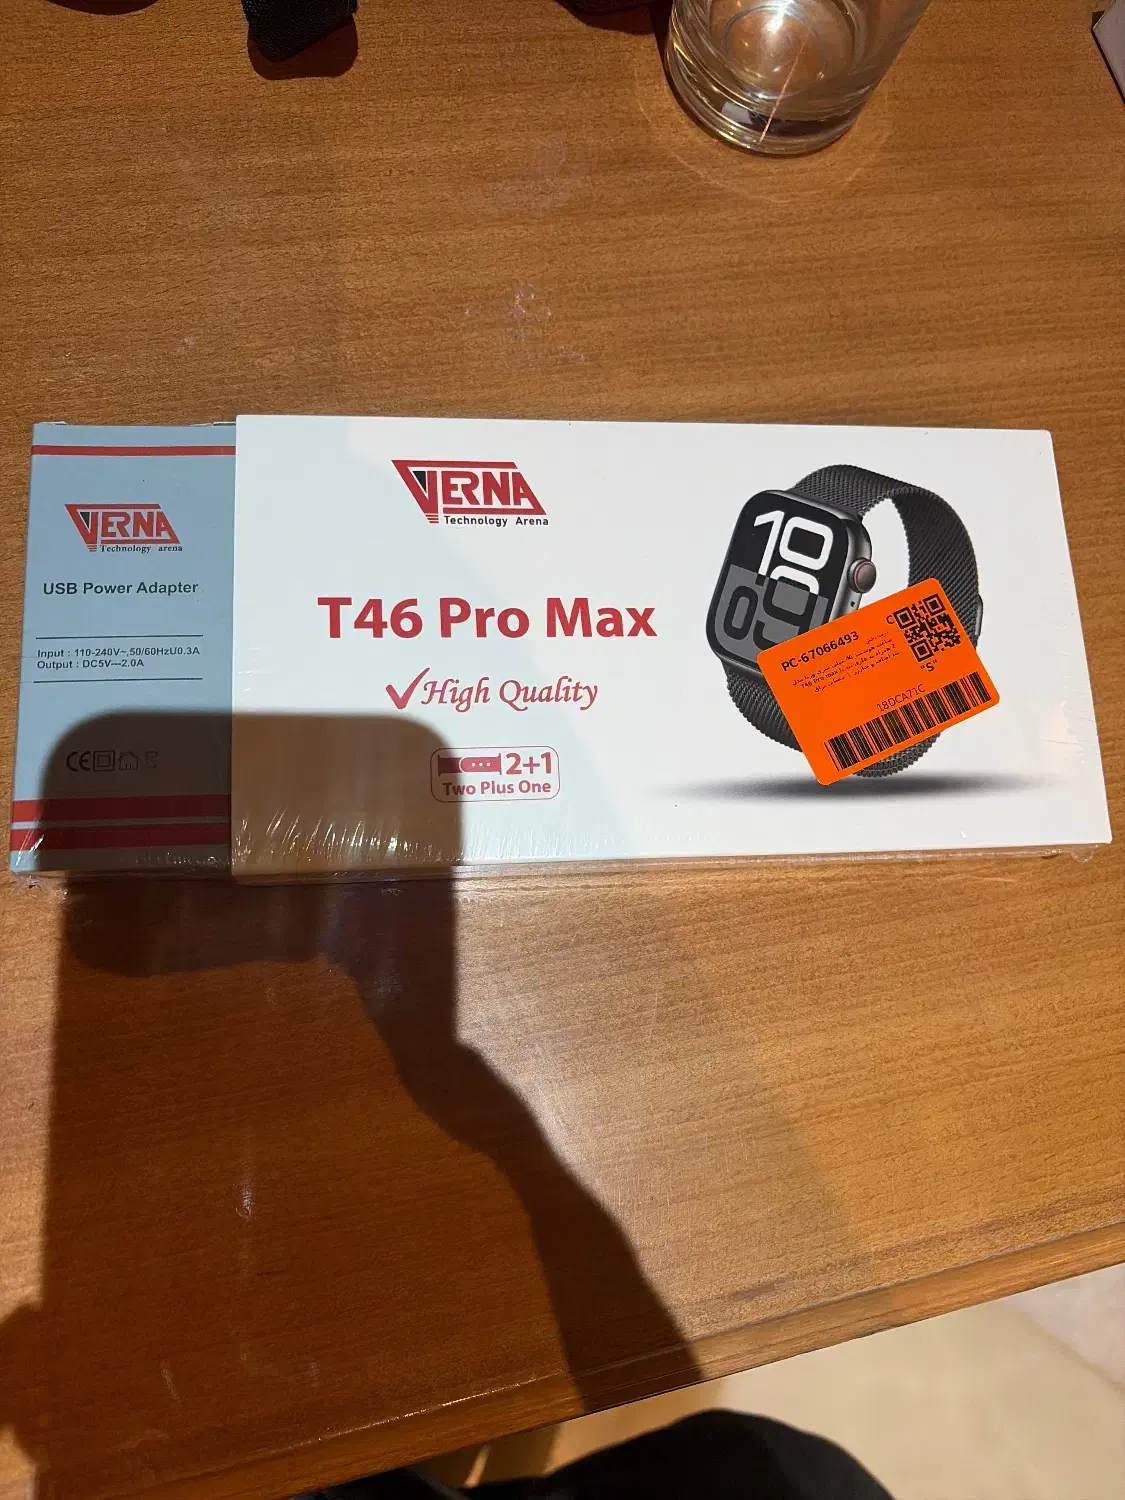 VERNA
Technology arena
USB Power Adapter
Input : 110-240V~,50/60HzU0.3A
Output : DC5V---2.0A
CE
VERNA
Technology Arena
T46 Pro Max
High Quality
2+1
Two Plus One
10
PC-67066493
C
"S"
18DCA71C